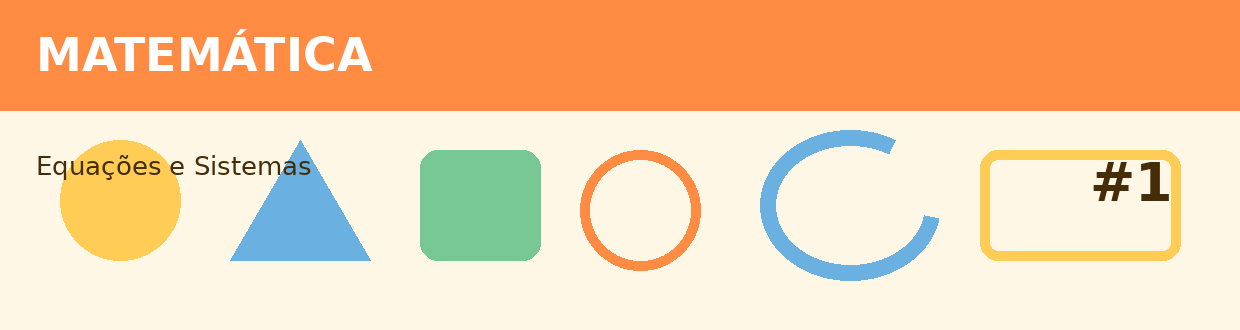 MATEMÁTICA
Equações e Sistemas
#1